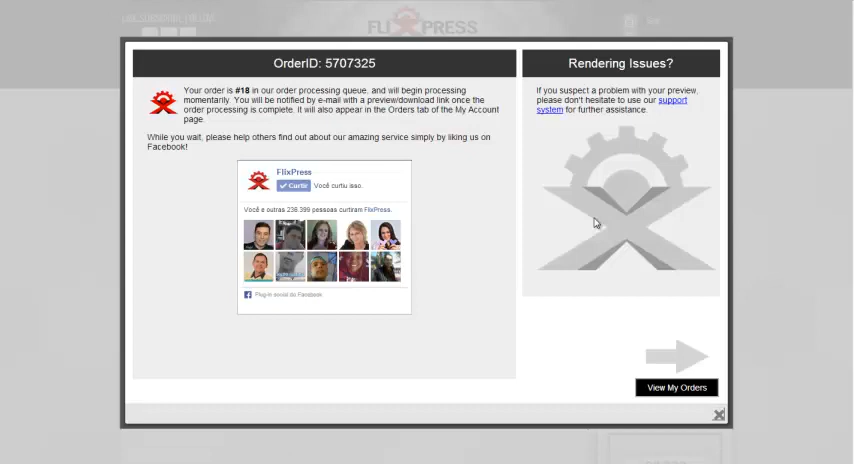 FLIXPRESS
OrderID: 5707325
Your order is #18 in our order processing queue, and will begin processing
momentarily. You will be notified by e-mail with a preview/download link once the
order processing is complete. It will also appear in the Orders tab of the My Account
page.
While you wait, please help others find out about our amazing service simply by liking us on
Facebook!
FlixPress
Curtir Você curtiu isso.
Você e outras 236.399 pessoas curtiram FlixPress.
Plug-in social do Facebook
Rendering Issues?
If you suspect a problem with your preview,
please don't hesitate to use our support
system for further assistance.
View My Orders